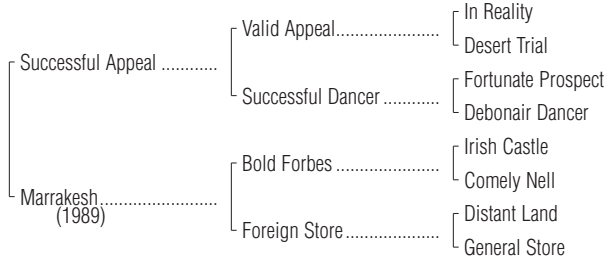 In Reality
Valid Appeal....................
Desert Trial
Successful Appeal ............
Fortunate Prospect
Successful Dancer ............
Debonair Dancer
Irish Castle
Bold Forbes ....................
Comely Nell
Marrakesh.........................
(1989)
Distant Land
Foreign Store...................
General Store